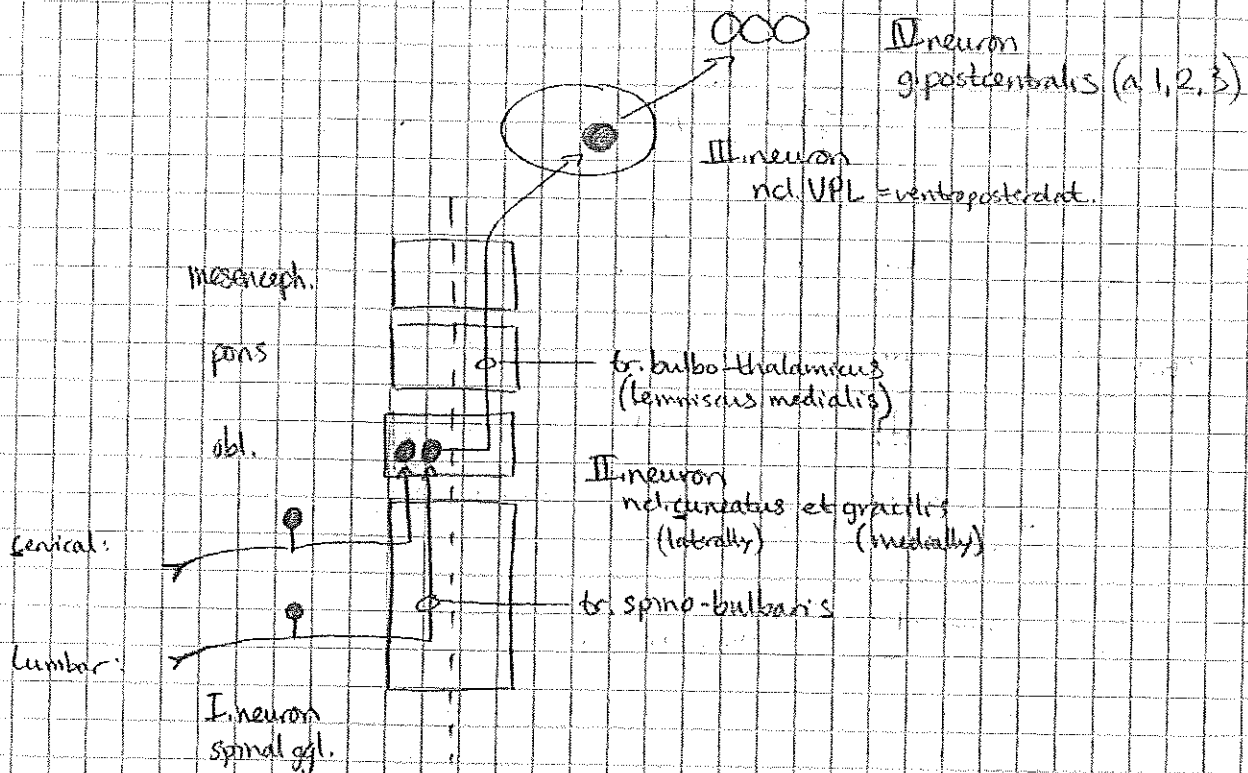 IV.neuron
g.postcentralis (a 1, 2, 3)
III.neuron
ncl. VPL = ventroposterolat.
mesenceph.
pons
tr. bulbo-thalamicus
(lemniscus medialis)
obl.
II.neuron
ncl. cuneatus et gracilis
(latrally) (medially)
Cervical:
tr. spino-bulbaris
Lumbar:
I.neuron
spinal ggl.